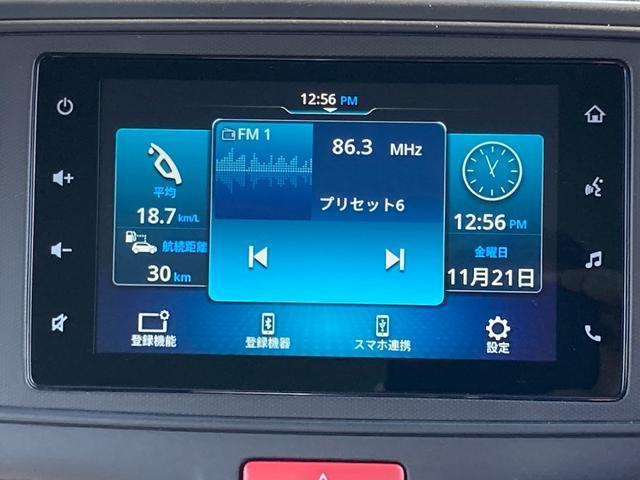 12:56 PM
FM 1
86.3 MHz
プリセット6
平均
18.7 km/L
航続距離
30 km
12:56 PM
金曜日
11月21日
登録機能
登録機器
スマホ連携
設定